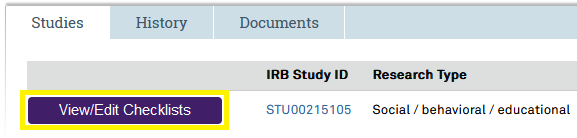 Studies History Documents
IRB Study ID Research Type
View/Edit Checklists STU00215105 Social / behavioral / educational